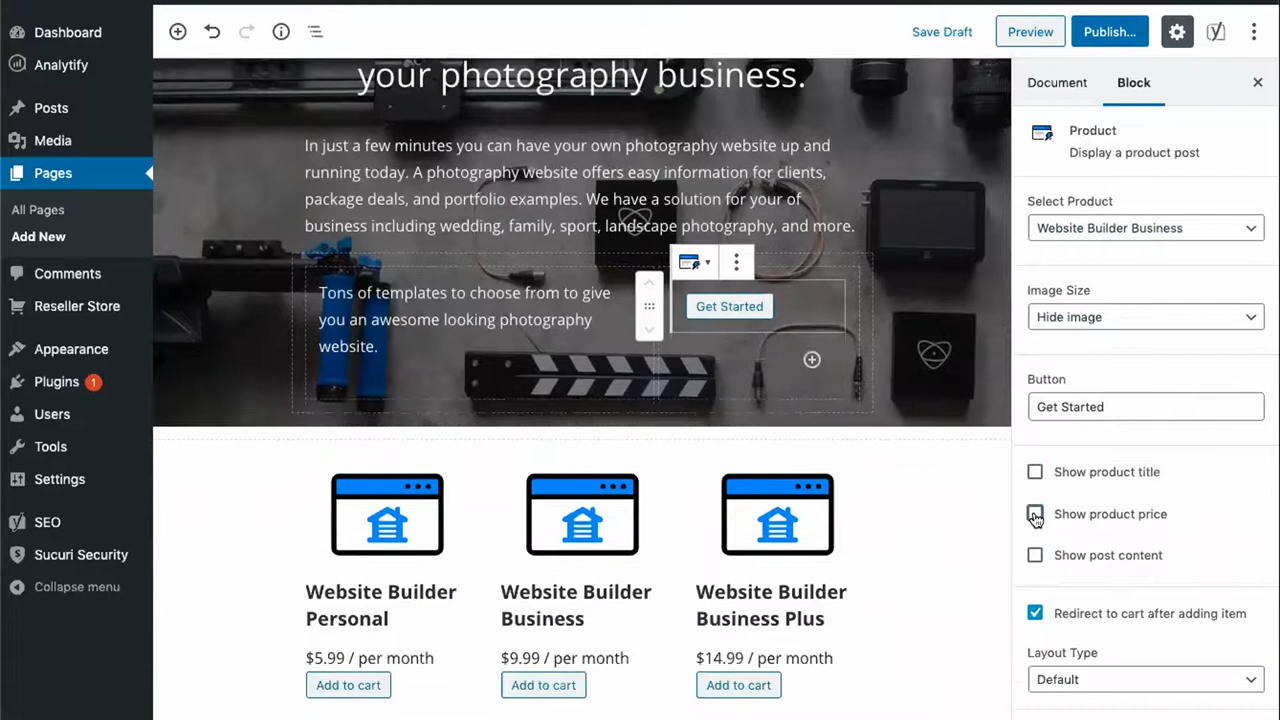 Dashboard
Analytify
Posts
Media
Pages
All Pages
Add New
Comments
Reseller Store
Appearance
Plugins 1
Users
Tools
Settings
SEO
Sucuri Security
Collapse menu
Save Draft
Preview
Publish...
your photography business.
In just a few minutes you can have your own photography website up and
running today. A photography website offers easy information for clients,
package deals, and portfolio examples. We have a solution for your of
business including wedding, family, sport, landscape photography, and more.
Tons of templates to choose from to give
you an awesome looking photography
website.
Get Started
Website Builder
Personal
$5.99 / per month
Add to cart
Website Builder
Business
$9.99 / per month
Add to cart
Website Builder
Business Plus
$14.99 / per month
Add to cart
Document
Block
Product
Display a product post
Select Product
Website Builder Business
Image Size
Hide image
Button
Get Started
Show product title
Show product price
Show post content
Redirect to cart after adding item
Layout Type
Default